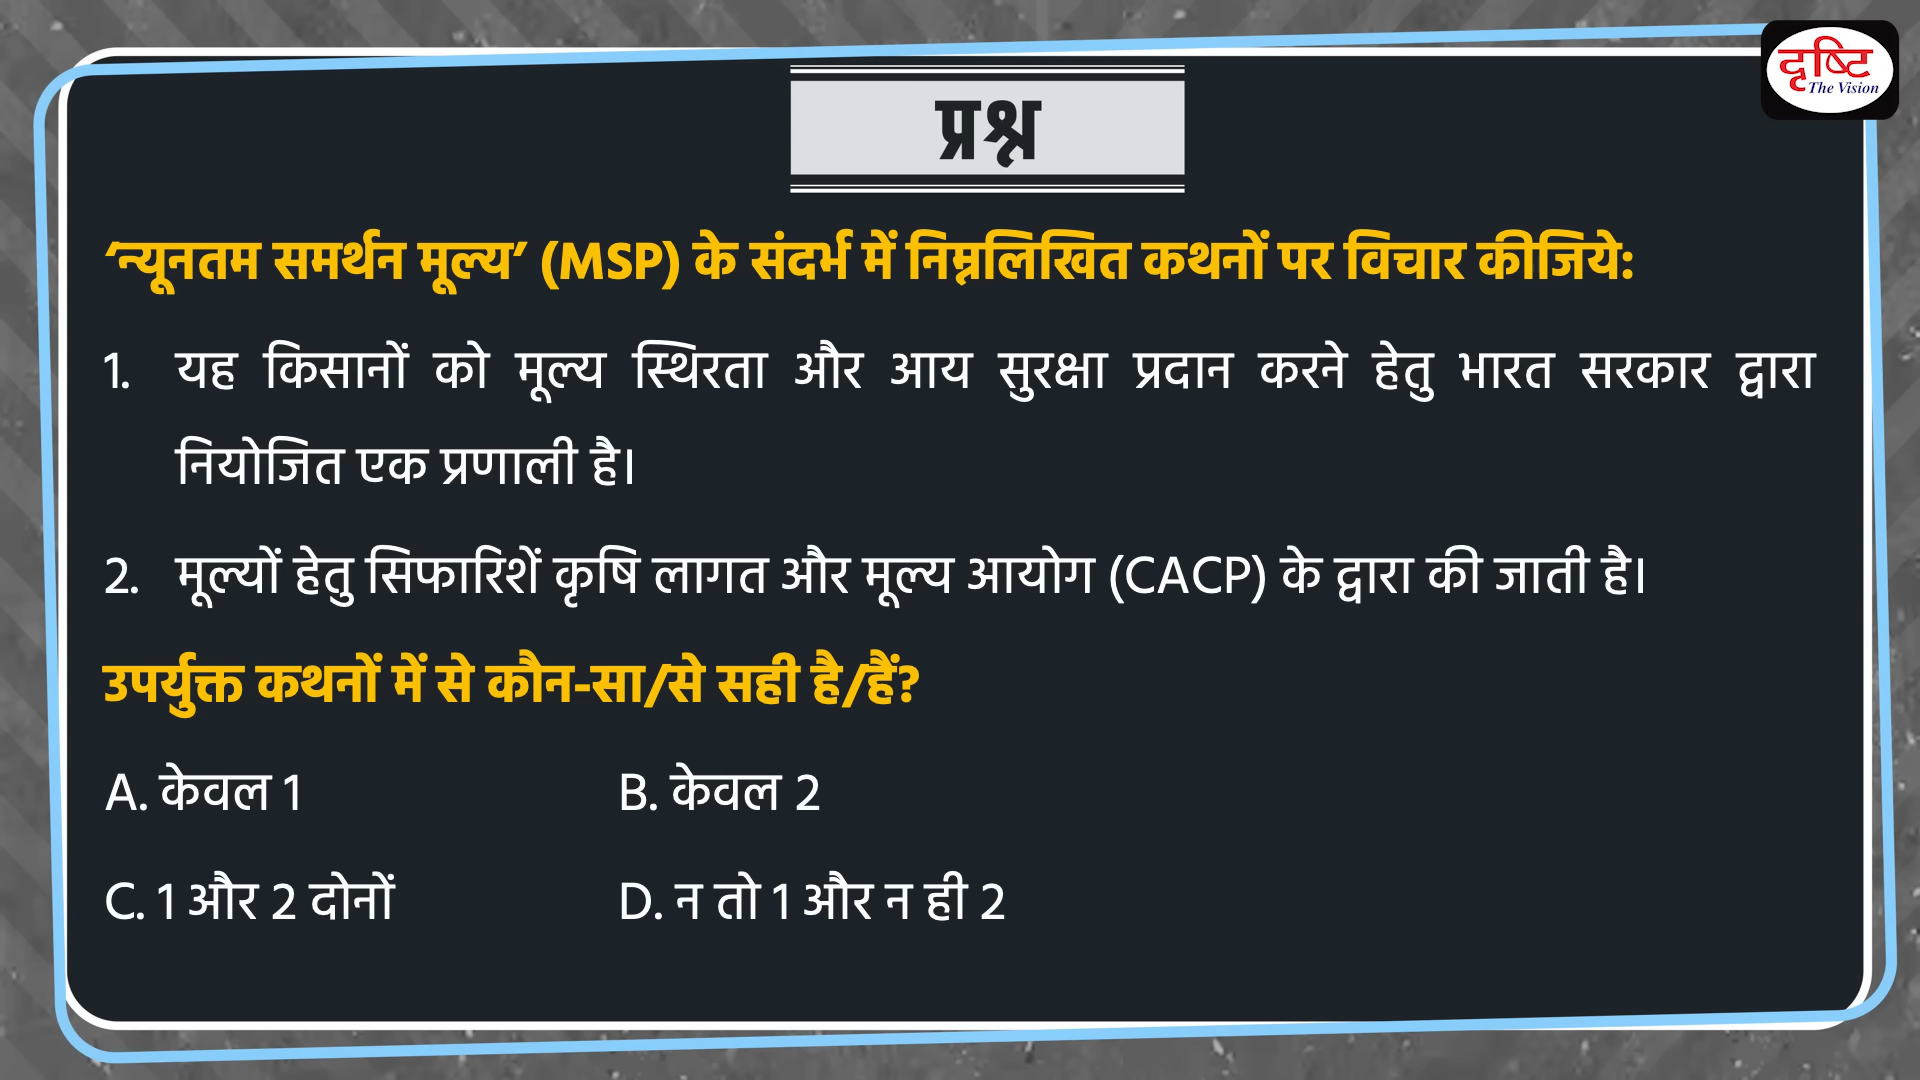 दृष्टि
The Vision
प्रश्न
‘न्यूनतम समर्थन मूल्य’ (MSP) के संदर्भ में निम्नलिखित कथनों पर विचार कीजिये:
1. यह किसानों को मूल्य स्थिरता और आय सुरक्षा प्रदान करने हेतु भारत सरकार द्वारा
नियोजित एक प्रणाली है।
2. मूल्यों हेतु सिफारिशें कृषि लागत और मूल्य आयोग (CACP) के द्वारा की जाती है।
उपर्युक्त कथनों में से कौन-सा/से सही है/हैं?
A. केवल 1 B. केवल 2
C. 1 और 2 दोनों D. न तो 1 और न ही 2